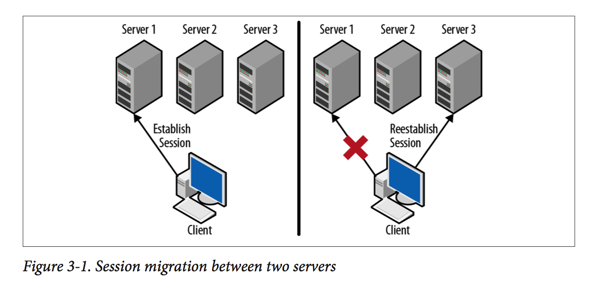 Server 1 Server 2 Server 3
Establish
Session
Client
Server 1 Server 2 Server 3
Reestablish
Session
Client
Figure 3-1. Session migration between two servers